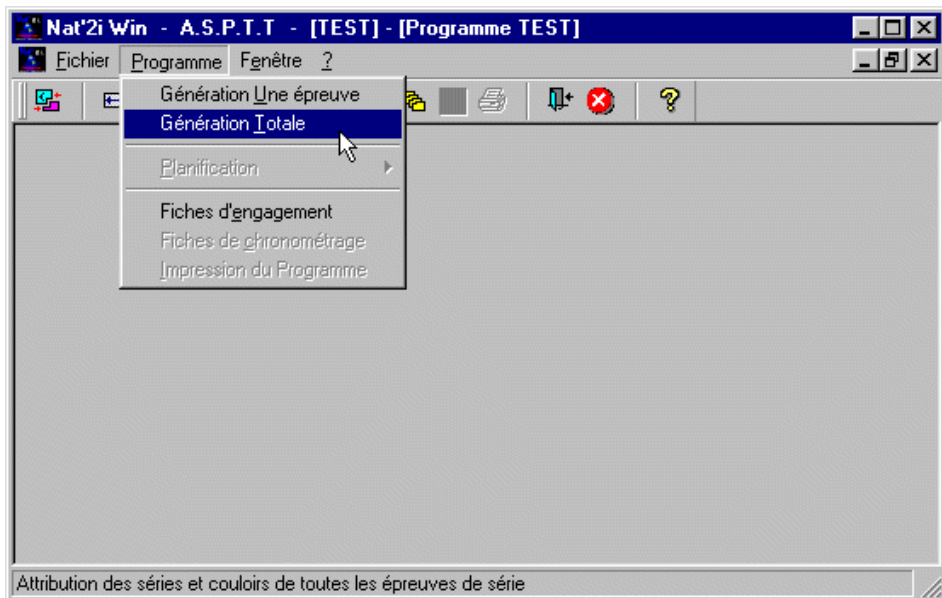 Nat'2i Win - A.S.P.T.T - [TEST] - [Programme TEST]
Fichier Programme Fenêtre ?
Génération Une épreuve
Génération Totale
Planification
Fiches d'engagement
Fiches de chronométrage
Impression du Programme
Attribution des séries et couloirs de toutes les épreuves de série